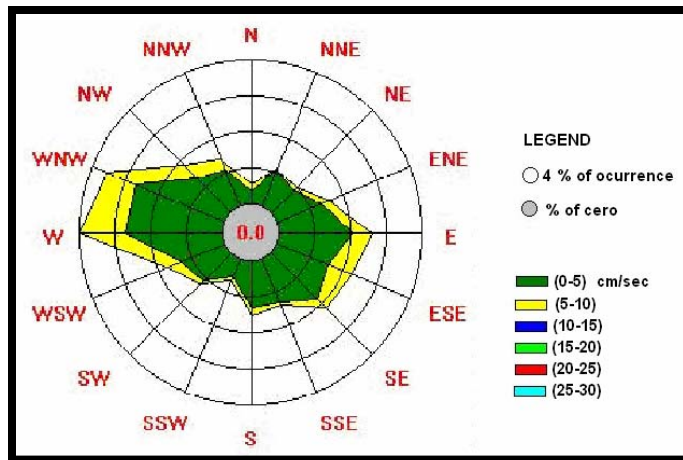 N
NNW
NNE
NW
NE
WNW
ENE
W
0.0
E
WSW
ESE
SW
SE
SSW
SSE
S
LEGEND
4 % of ocurrence
% of cero
(0-5) cm/sec
(5-10)
(10-15)
(15-20)
(20-25)
(25-30)